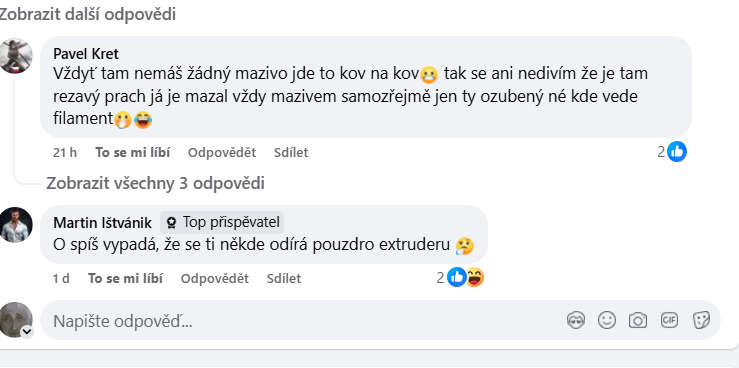 Zobrazit další odpovědi
Pavel Kret
Vždyť tam nemáš žádný mazivo jde to kov na kov😬 tak se ani nedivím že je tam
rezavý prach já je mazal vždy mazivem samozřejmě jen ty ozubený né kde vede
filament🫢😂
21 h To se mi líbí Odpovědět Sdílet 2
Zobrazit všechny 3 odpovědi
Martin Ištvánik Top přispěvatel
O spíš vypadá, že se ti někde odírá pouzdro extruderu 🤔
1 d To se mi líbí Odpovědět Sdílet 2
Napište odpověď... GIF